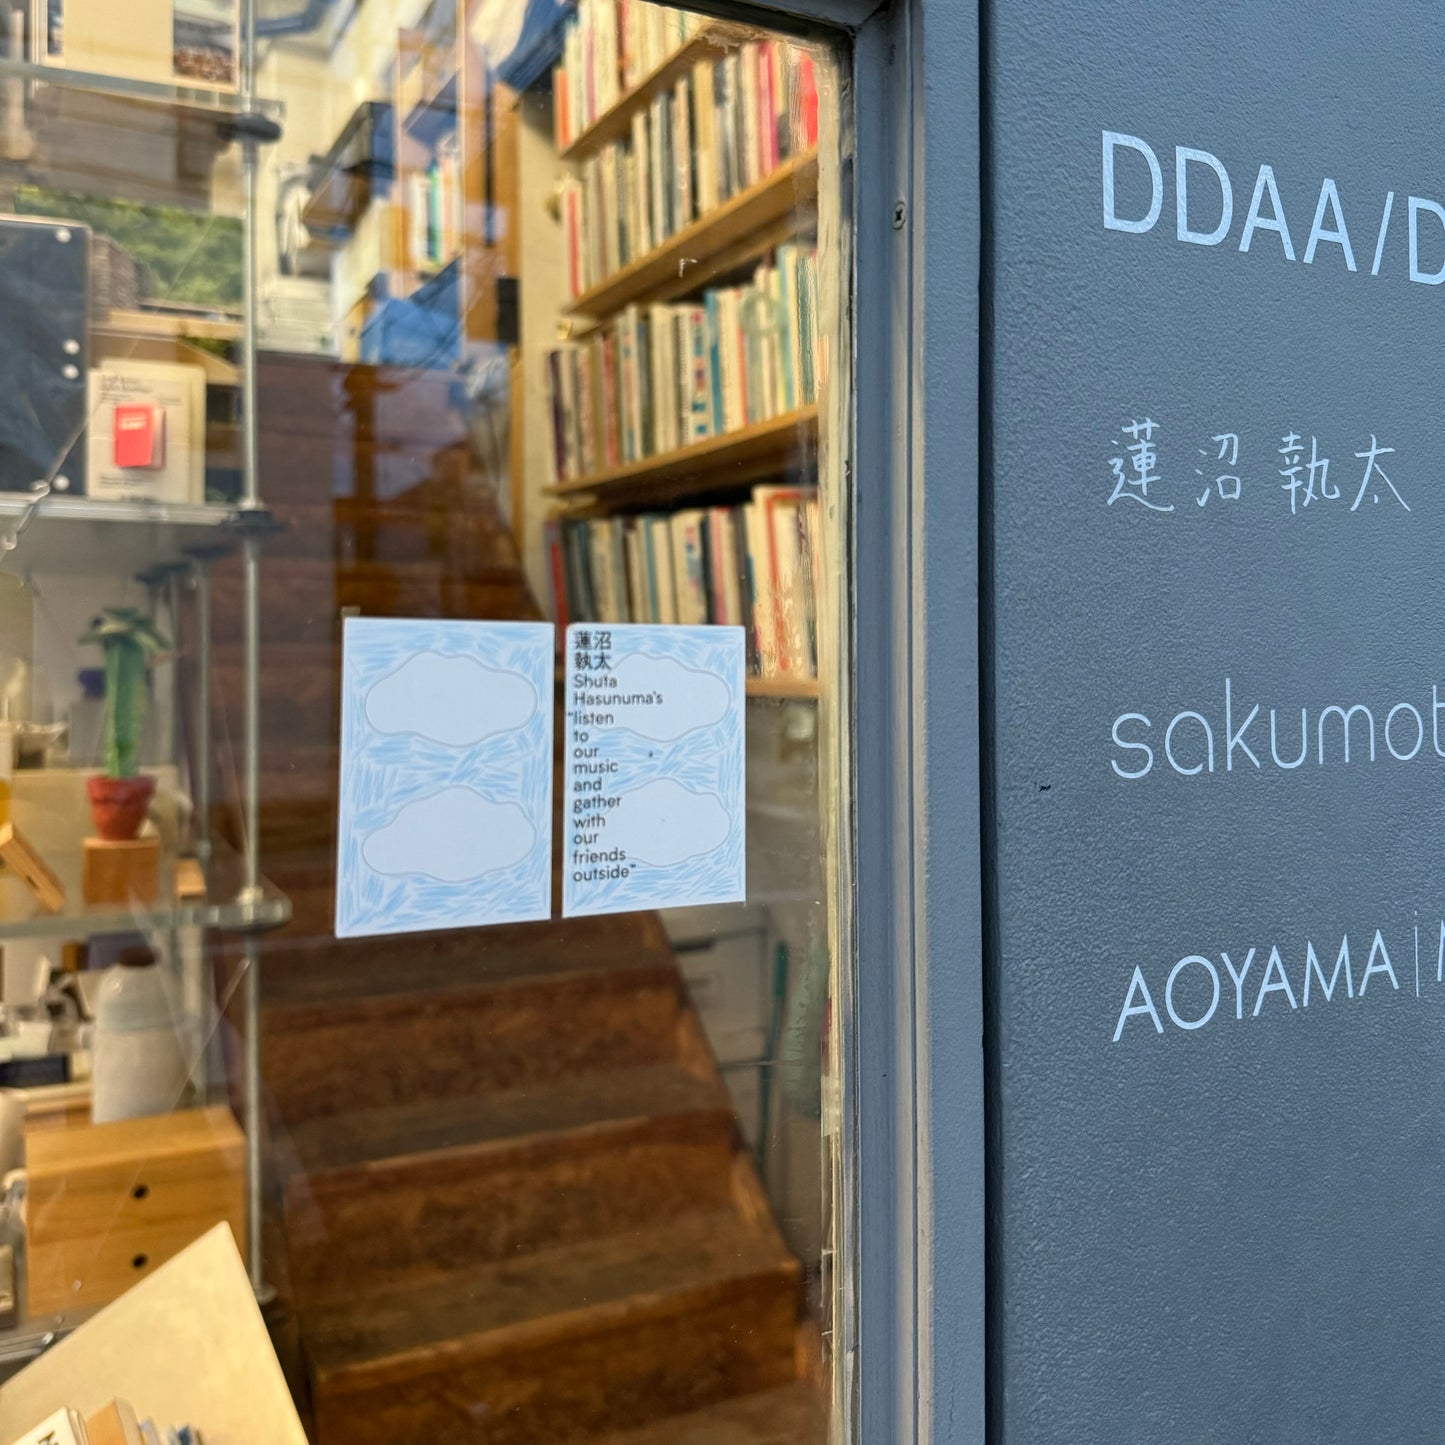 蓮沼
執太
Shuta
Hasunuma's
"listen
to
our
music
and
gather
with
our
friends
outside"
DDAA/D
蓮沼執太
sakumot
AOYAMA|